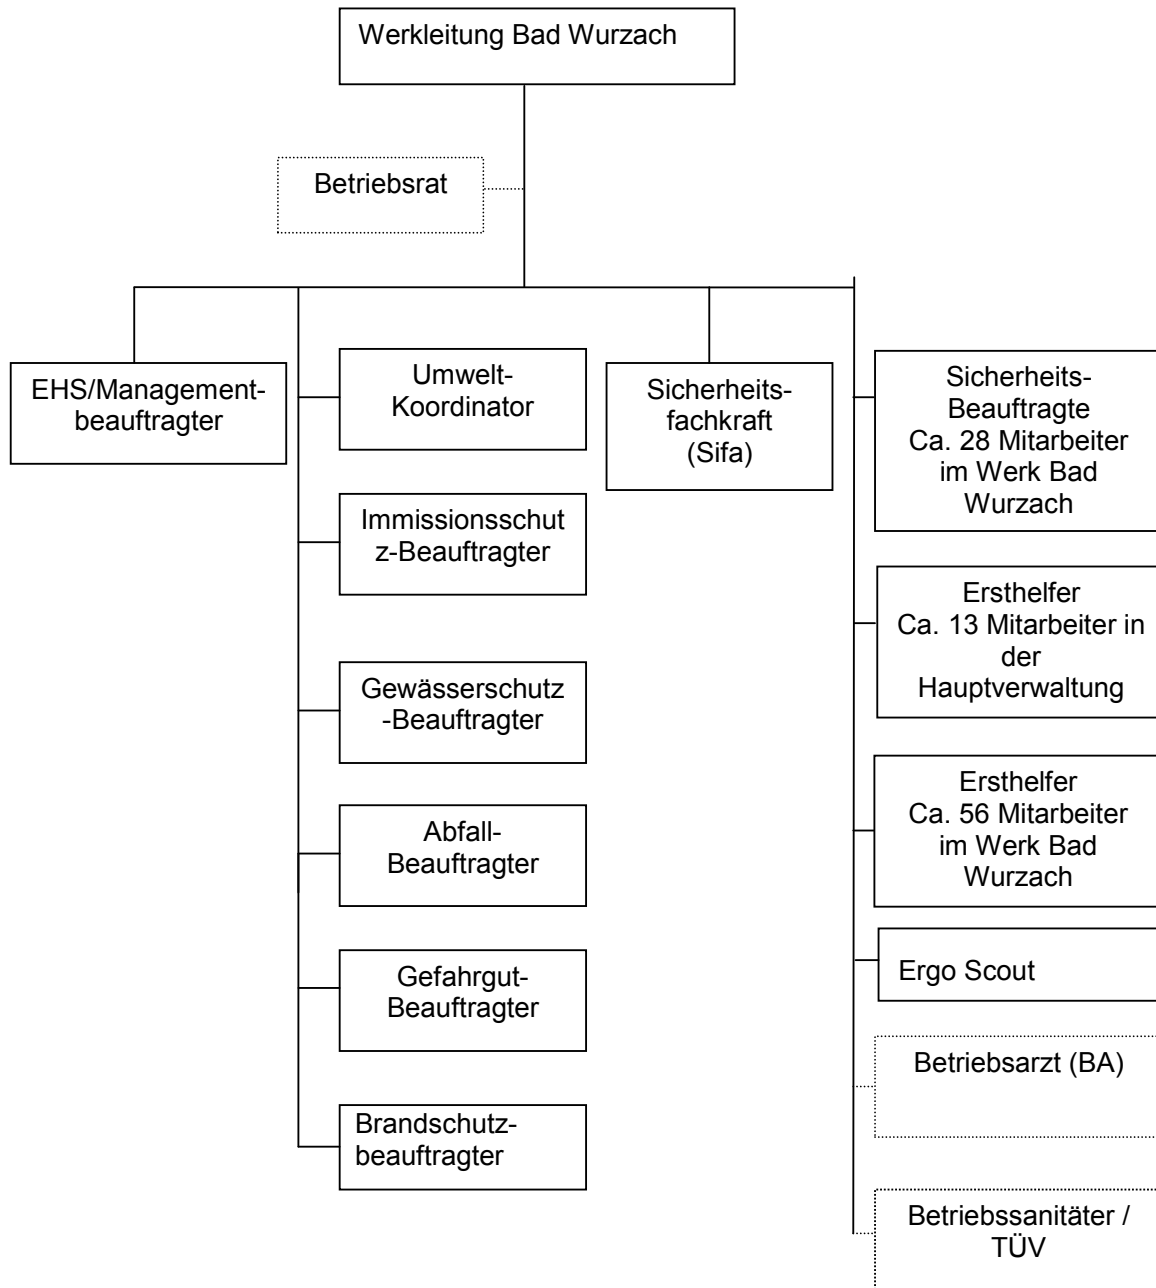 Werkleitung Bad Wurzach
Betriebsrat
EHS/Management-
beauftragter
Umwelt-
Koordinator
Immissionsschut
z-Beauftragter
Gewässerschutz
-Beauftragter
Abfall-
Beauftragter
Gefahrgut-
Beauftragter
Brandschutz-
beauftragter
Sicherheits-
fachkraft
(Sifa)
Sicherheits-
Beauftragte
Ca. 28 Mitarbeiter
im Werk Bad
Wurzach
Ersthelfer
Ca. 13 Mitarbeiter in
der
Hauptverwaltung
Ersthelfer
Ca. 56 Mitarbeiter
im Werk Bad
Wurzach
Ergo Scout
Betriebsarzt (BA)
Betriebssanitäter /
TÜV